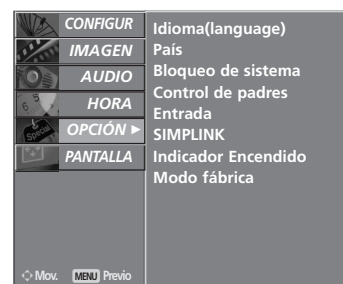 CONFIGUR
IMAGEN
AUDIO
HORA
OPCIÓN
PANTALLA
Mov. MENU Previo
Idioma(language)
País
Bloqueo de sistema
Control de padres
Entrada
SIMPLINK
Indicador Encendido
Modo fábrica